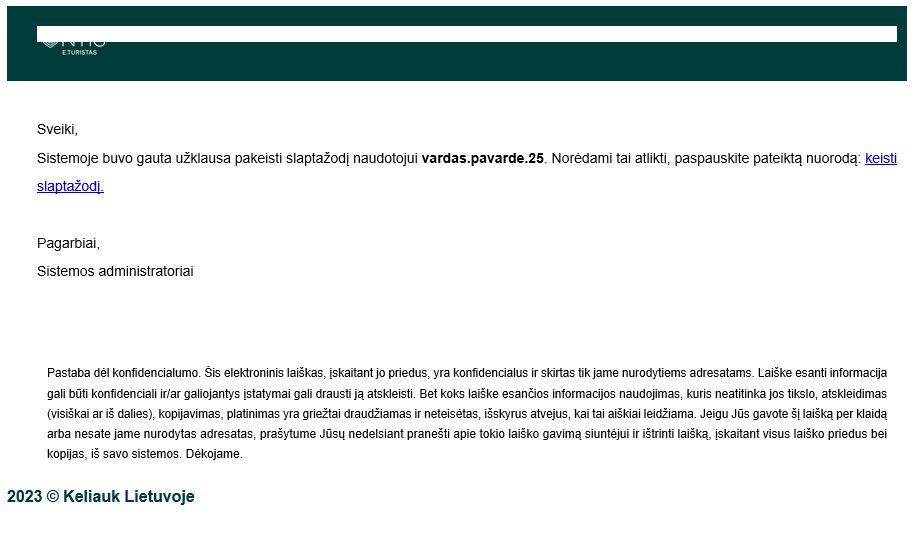 E.TURISTAS
Sveiki,
Sistemoje buvo gauta užklausa pakeisti slaptažodį naudotojui vardas.pavarde.25. Norėdami tai atlikti, paspauskite pateiktą nuorodą: keisti
slaptažodį.
Pagarbiai,
Sistemos administratoriai
Pastaba dėl konfidencialumo. Šis elektroninis laiškas, įskaitant jo priedus, yra konfidencialus ir skirtas tik jame nurodytiems adresatams. Laiške esanti informacija
gali būti konfidenciali ir/ar galiojantys įstatymai gali drausti ją atskleisti. Bet koks laiške esančios informacijos naudojimas, kuris neatitinka jos tikslo, atskleidimas
(visiškai ar iš dalies), kopijavimas, platinimas yra griežtai draudžiamas ir neteisėtas, išskyrus atvejus, kai tai aiškiai leidžiama. Jeigu Jūs gavote šį laišką per klaidą
arba nesate jame nurodytas adresatas, prašytume Jūsų nedelsiant pranešti apie tokio laiško gavimą siuntėjui ir ištrinti laišką, įskaitant visus laiško priedus bei
kopijas, iš savo sistemos. Dėkojame.
2023 © Keliauk Lietuvoje